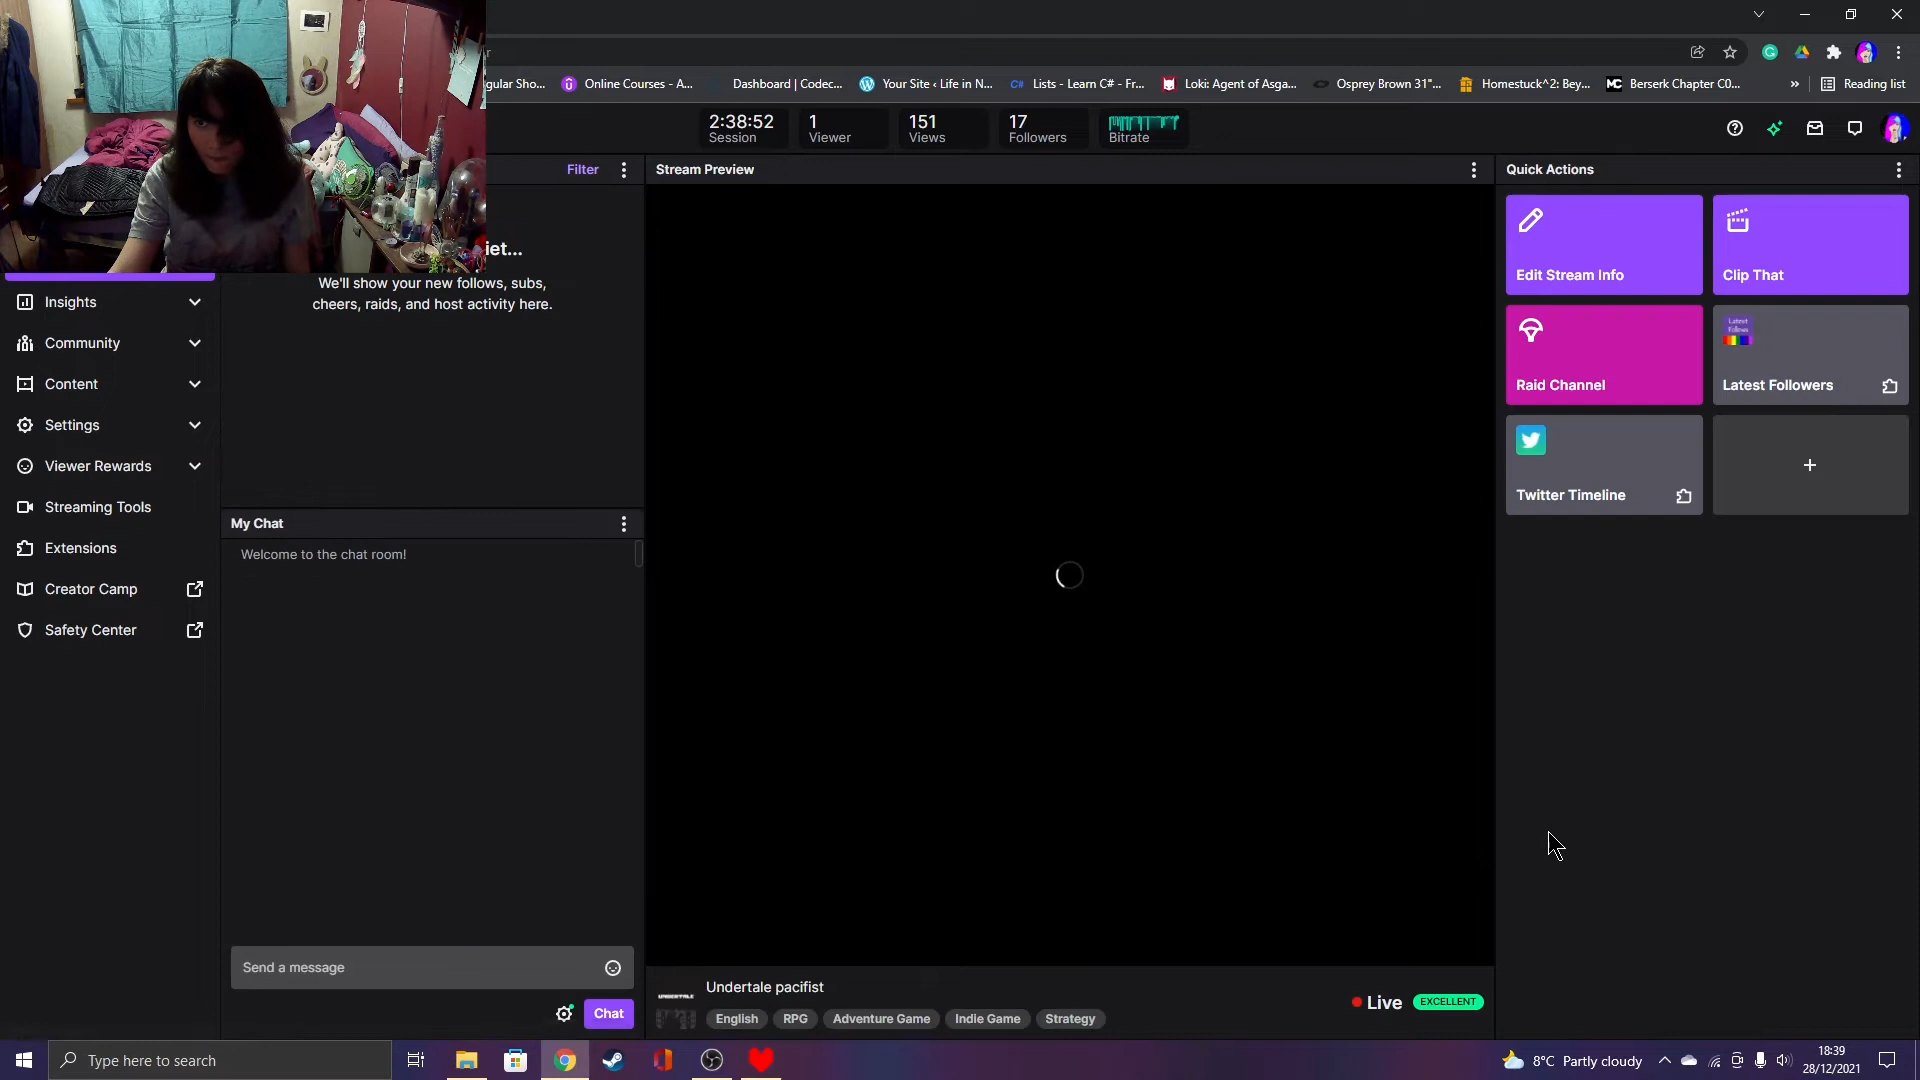 r
gular Sho...
Online Courses - A...
Dashboard | Codec...
Your Site ‹ Life in N...
C#
Lists - Learn C# - Fr...
Loki: Agent of Asga...
Osprey Brown 31"...
Homestuck^2: Bey...
MC
Berserk Chapter C0...
»
Reading list
2:38:52
Session
1
Viewer
151
Views
17
Followers
Bitrate
Filter
Stream Preview
Quick Actions
iet...
We'll show your new follows, subs,
cheers, raids, and host activity here.
Edit Stream Info
Clip That
Raid Channel
Latest
Follows
Latest Followers
Twitter Timeline
+
Insights
Community
Content
Settings
Viewer Rewards
Streaming Tools
Extensions
Creator Camp
Safety Center
My Chat
Welcome to the chat room!
Send a message
Chat
UNDERTALE
Undertale pacifist
English
RPG
Adventure Game
Indie Game
Strategy
Live
EXCELLENT
Type here to search
8°C Partly cloudy
18:39
28/12/2021